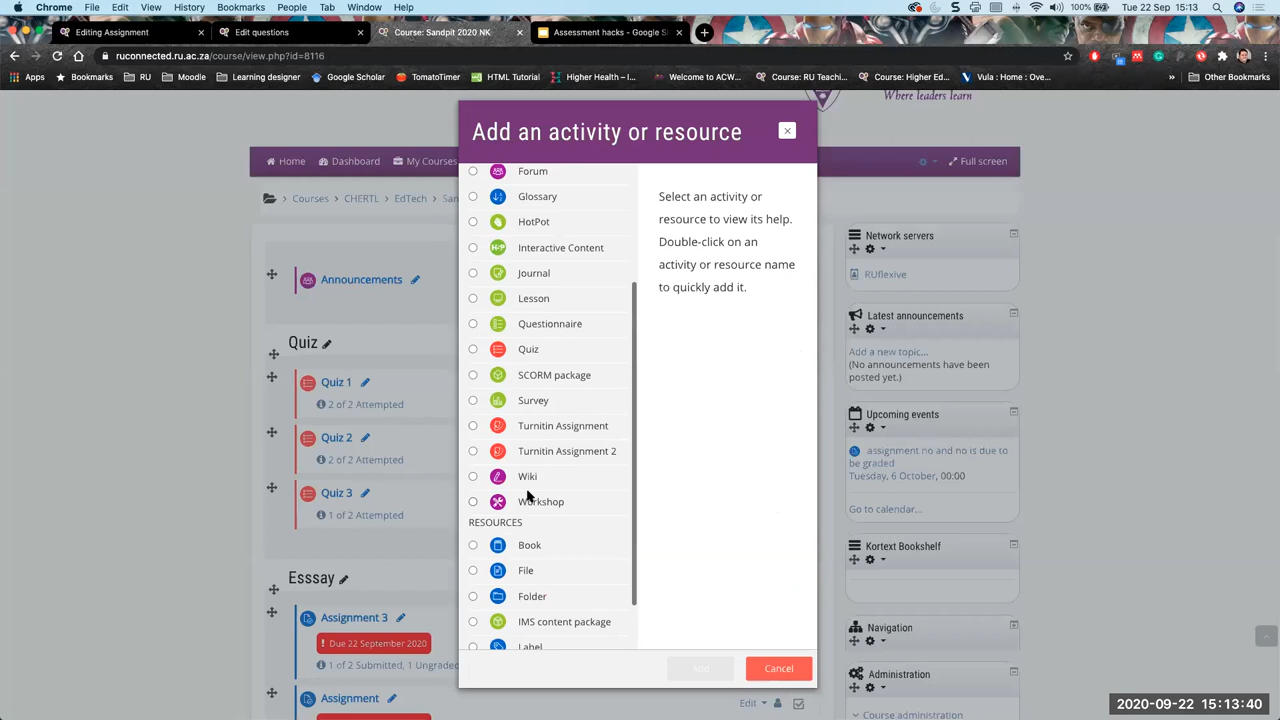 Chrome File Edit View History Bookmarks People Tab Window Help 100% Tue 22 Sep 15:13
Editing Assignment × Edit questions × Course: Sandpit 2020 NK × Assessment hacks - Google Sl ×
ruconnected.ru.ac.za/course/view.php?id=8116
Apps Bookmarks RU Moodle Learning designer Google Scholar TomatoTimer HTML Tutorial Higher Health – I... Welcome to ACW... Course: RU Teachi... Course: Higher Ed... Vula : Home : Ove... » Other Bookmarks
Where leaders learn
Home Dashboard My Courses Full screen
Courses CHERTL EdTech San
Announcements
Quiz
Quiz 1
2 of 2 Attempted
Quiz 2
2 of 2 Attempted
Quiz 3
1 of 2 Attempted
Esssay
Assignment 3
! Due 22 September 2020
1 of 2 Submitted, 1 Ungraded
Assignment
Add an activity or resource
Forum
Glossary
HotPot
Interactive Content
Journal
Lesson
Questionnaire
Quiz
SCORM package
Survey
Turnitin Assignment
Turnitin Assignment 2
Wiki
Workshop
RESOURCES
Book
File
Folder
IMS content package
Label
Select an activity or
resource to view its help.
Double-click on an
activity or resource name
to quickly add it.
Add
Cancel
Edit
Network servers
RUflexive
Latest announcements
Add a new topic...
(No announcements have been
posted yet.)
Upcoming events
assignment no and no is due to
be graded
Tuesday, 6 October, 00:00
Go to calendar...
Kortext Bookshelf
Navigation
Administration
Course administration
2020-09-22 15:13:40